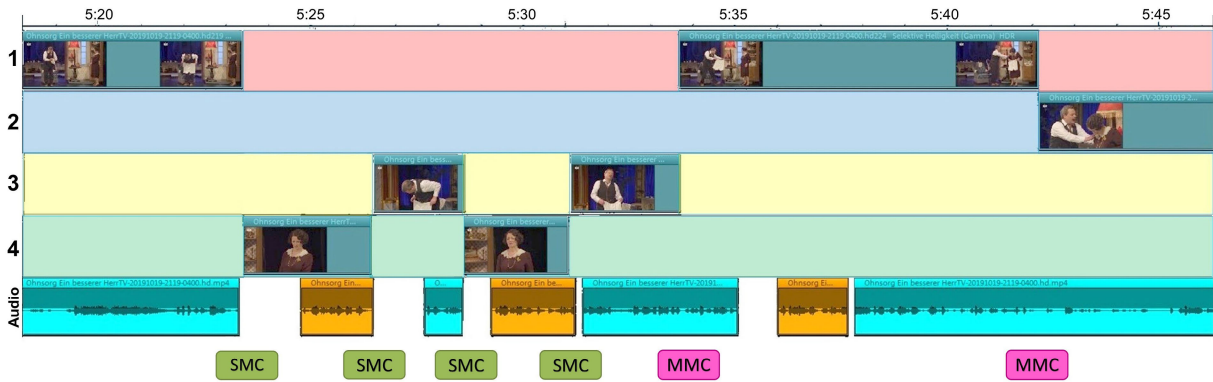 5:20 5:25 5:30 5:35 5:40 5:45
1
Ohnsorg Ein besserer HerrTV-20191019-2119-0400.hd219 ...
Ohnsorg Ein besserer HerrTV-20191019-2119-0400.hd224 Selektive Helligkeit (Gamma) HDR
2
Ohnsorg Ein besserer HerrTV-20191019-2...
3
Ohnsorg Ein bess...
Ohnsorg Ein besserer ...
4
Ohnsorg Ein besserer HerrT...
Ohnsorg Ein besserer...
Audio
Ohnsorg Ein besserer HerrTV-20191019-2119-0400.hd.mp4
Ohnsorg Ein...
O...
Ohnsorg Ein be...
Ohnsorg Ein besserer HerrTV-20191...
Ohnsorg Ei...
Ohnsorg Ein besserer HerrTV-20191019-2119-0400.hd.mp4
SMC SMC SMC SMC MMC MMC